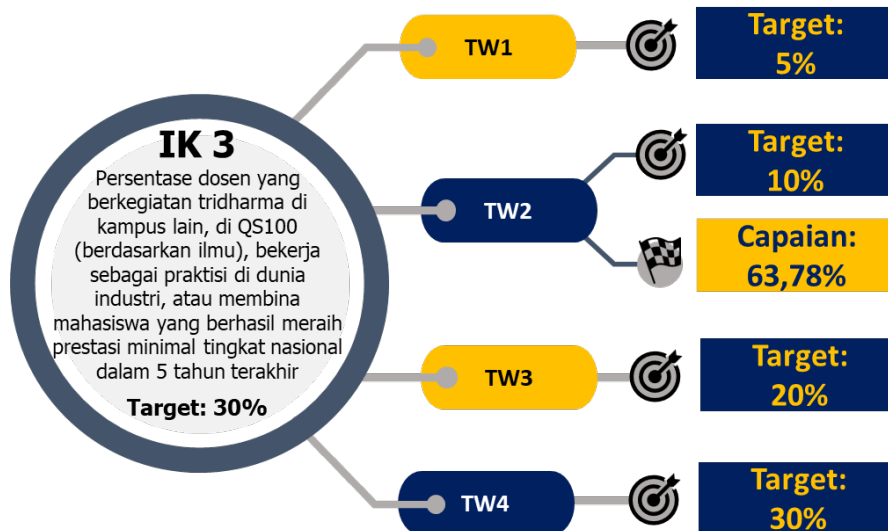 IK 3
Persentase dosen yang
berkegiatan tridharma di
kampus lain, di QS100
(berdasarkan ilmu), bekerja
sebagai praktisi di dunia
industri, atau membina
mahasiswa yang berhasil meraih
prestasi minimal tingkat nasional
dalam 5 tahun terakhir
Target: 30%
TW1
Target:
5%
TW2
Target:
10%
Capaian:
63,78%
TW3
Target:
20%
TW4
Target:
30%